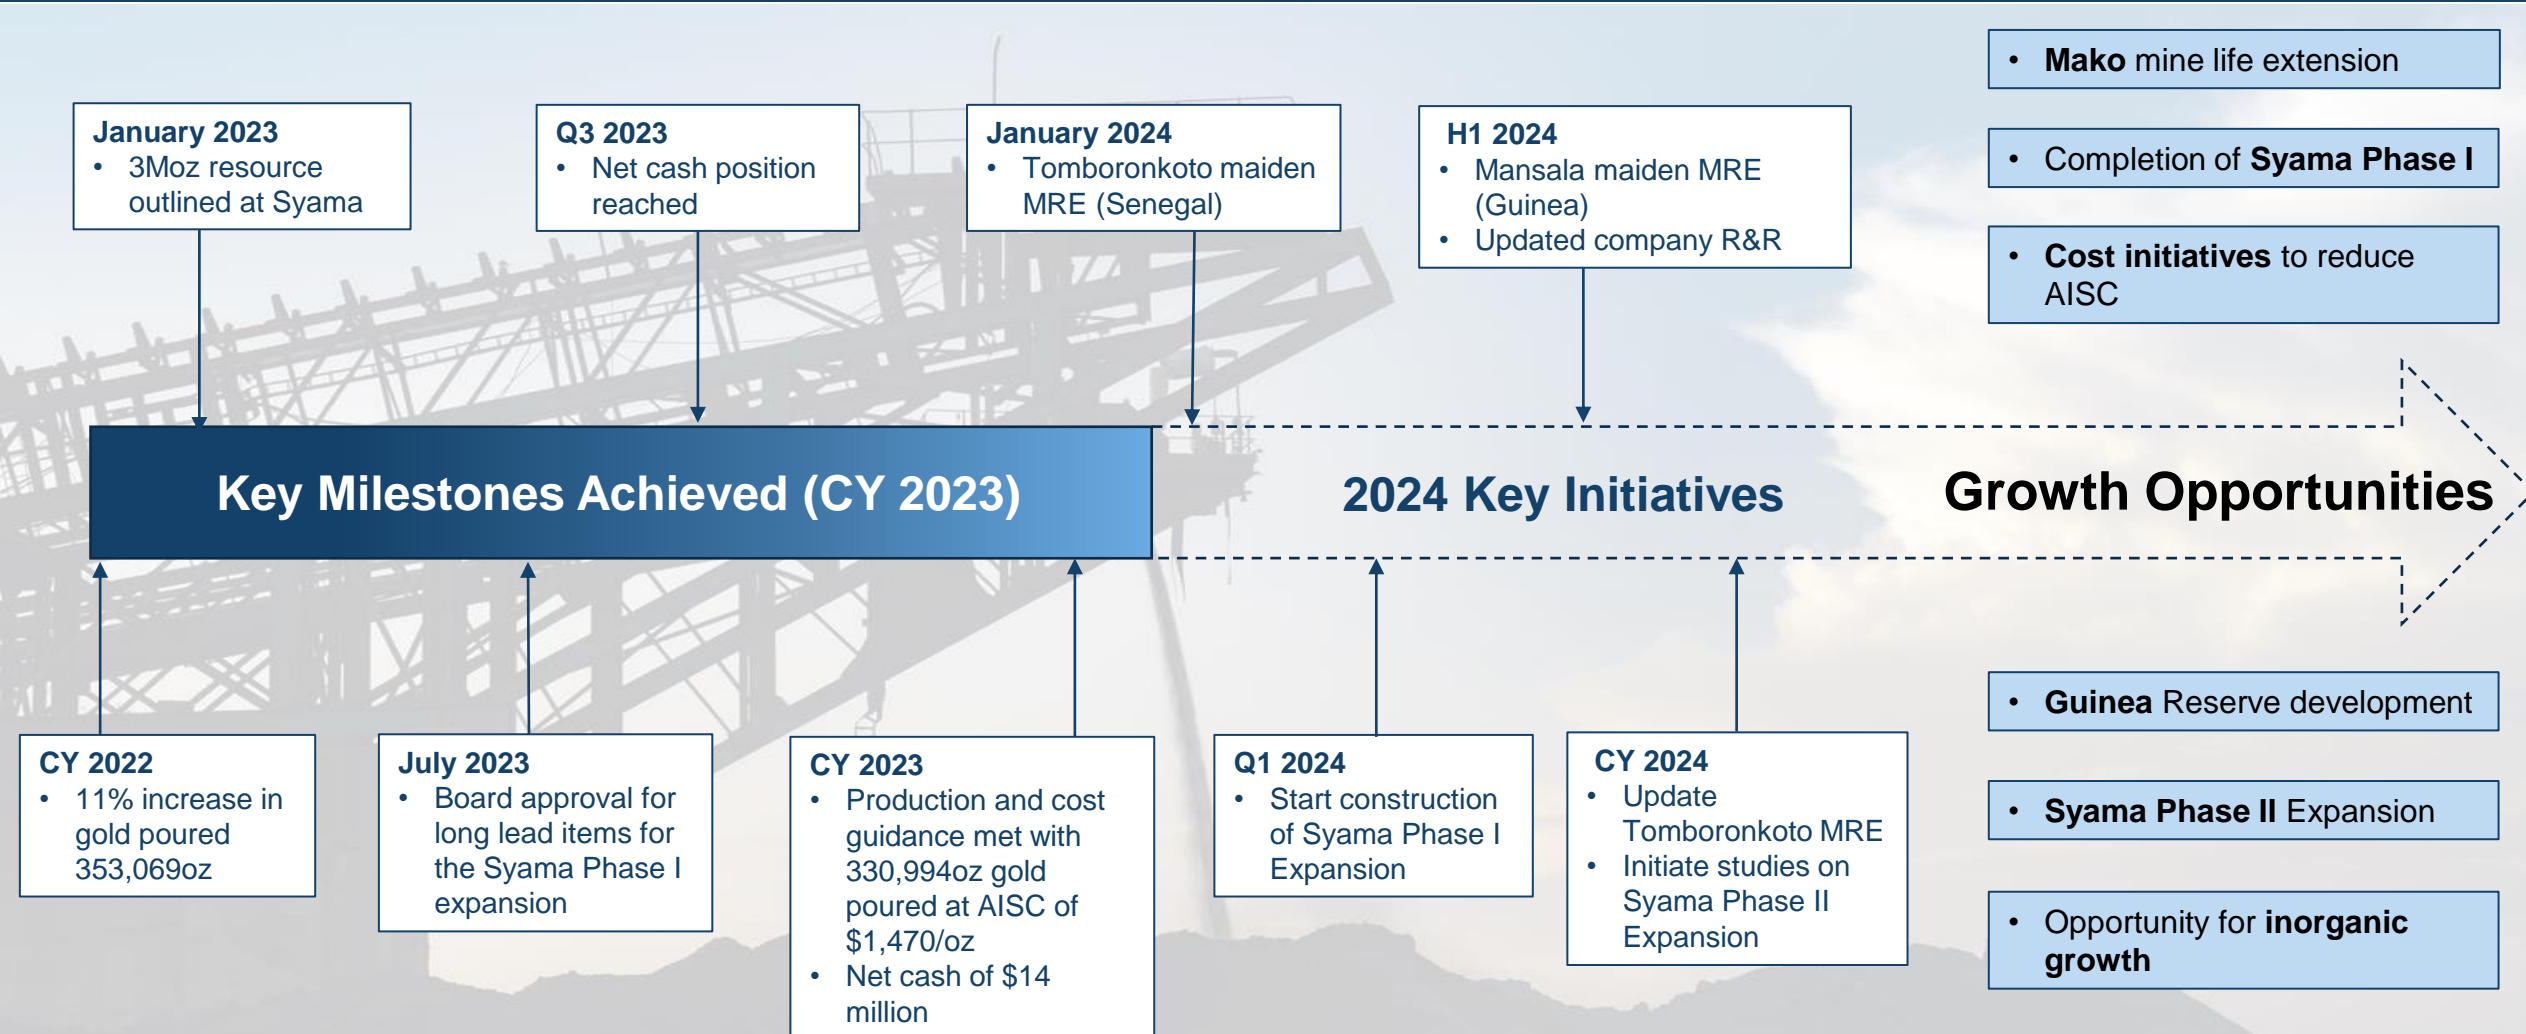 • Mako mine life extension
• Completion of Syama Phase I
• Cost initiatives to reduce
AISC
January 2023
• 3Moz resource
outlined at Syama
Q3 2023
• Net cash position
reached
January 2024
• Tomboronkoto maiden
MRE (Senegal)
H1 2024
• Mansala maiden MRE
(Guinea)
• Updated company R&R
Key Milestones Achieved (CY 2023)
2024 Key Initiatives
Growth Opportunities
CY 2022
• 11% increase in
gold poured
353,069oz
July 2023
• Board approval for
long lead items for
the Syama Phase I
expansion
CY 2023
• Production and cost
guidance met with
330,994oz gold
poured at AISC of
$1,470/oz
• Net cash of $14
million
Q1 2024
• Start construction
of Syama Phase I
Expansion
CY 2024
• Update
Tomboronkoto MRE
• Initiate studies on
Syama Phase II
Expansion
• Guinea Reserve development
• Syama Phase II Expansion
• Opportunity for inorganic
growth